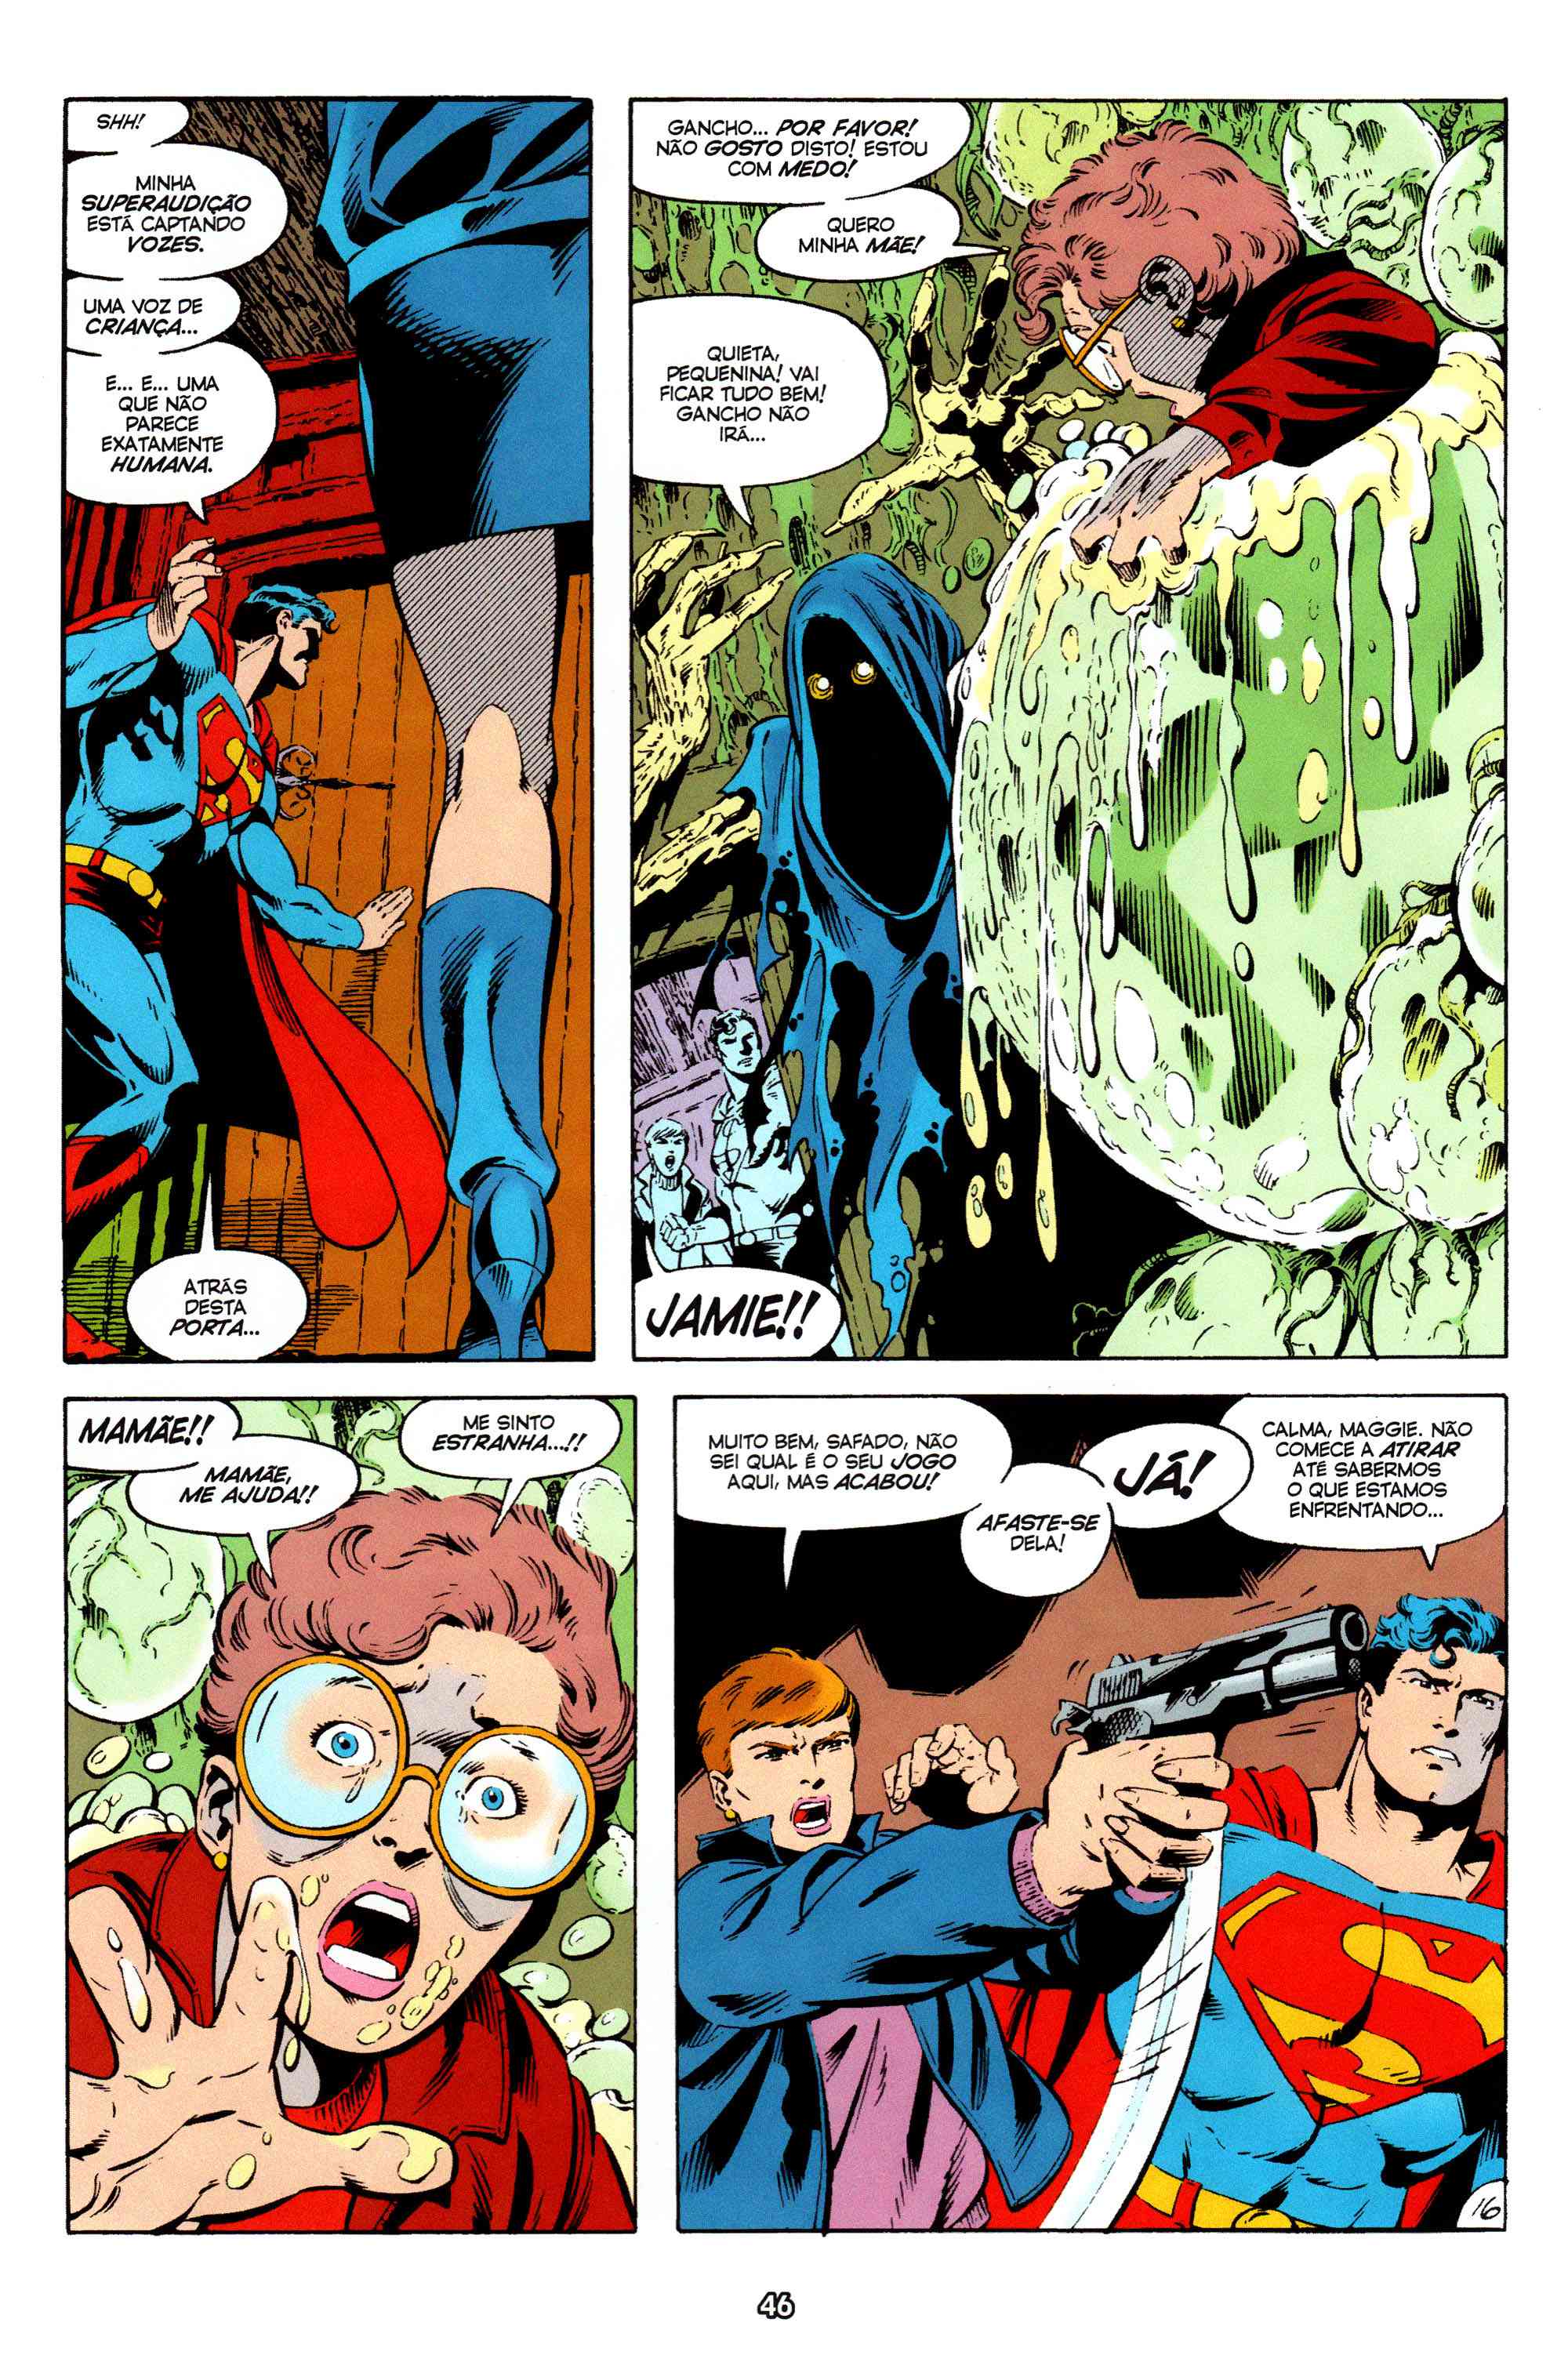 SHH!
MINHA
SUPERAUDIÇÃO
ESTÁ CAPTANDO
VOZES.
UMA VOZ DE
CRIANÇA...
E... E... UMA
QUE NÃO
PARECE
EXATAMENTE
HUMANA.
ATRÁS
DESTA
PORTA...
GANCHO... POR FAVOR!
NÃO GOSTO DISTO! ESTOU
COM MEDO!
QUERO
MINHA MÃE!
QUIETA,
PEQUENINA! VAI
FICAR TUDO BEM!
GANCHO NÃO
IRÁ...
JAMIE!!
MAMÃE!!
MAMÃE,
ME AJUDA!!
ME SINTO
ESTRANHA...!!
MUITO BEM, SAFADO, NÃO
SEI QUAL É O SEU JOGO
AQUI, MAS ACABOU!
AFASTE-SE
DELA!
JÁ!
CALMA, MAGGIE. NÃO
COMECE A ATIRAR
ATÉ SABERMOS
O QUE ESTAMOS
ENFRENTANDO...
16
46